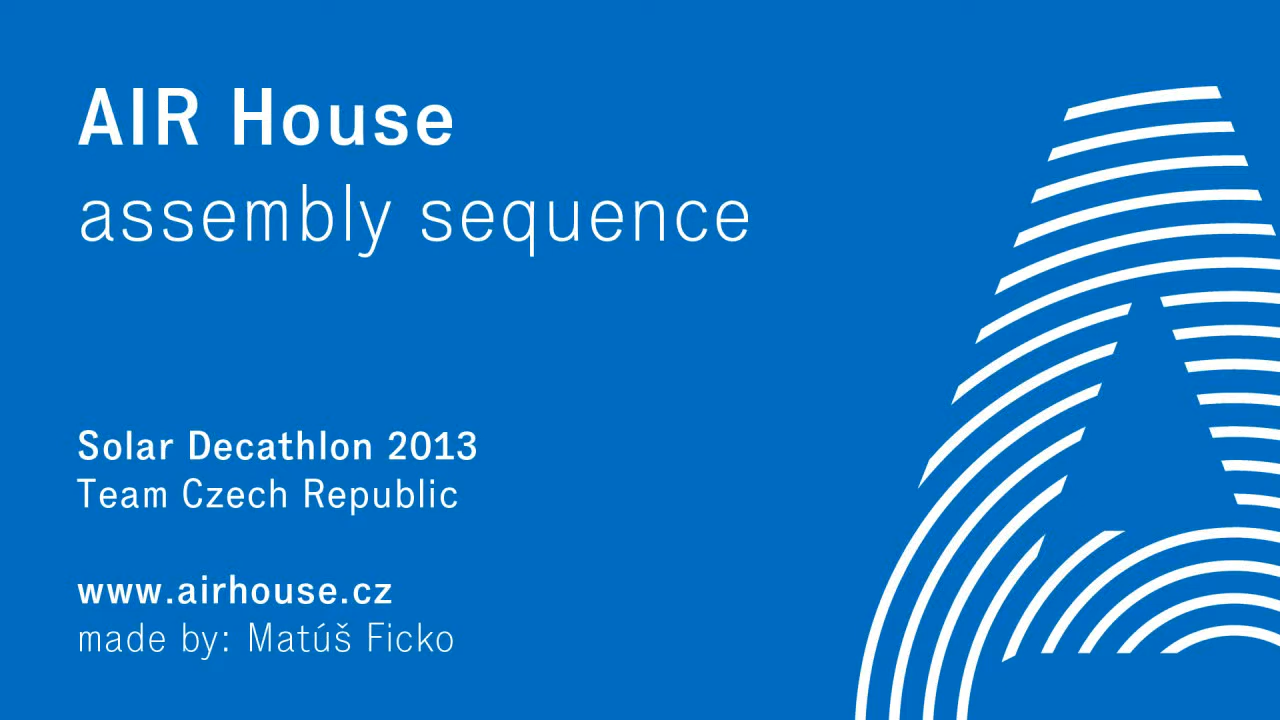 AIR House
assembly sequence
Solar Decathlon 2013
Team Czech Republic
www.airhouse.cz
made by: Matúš Ficko